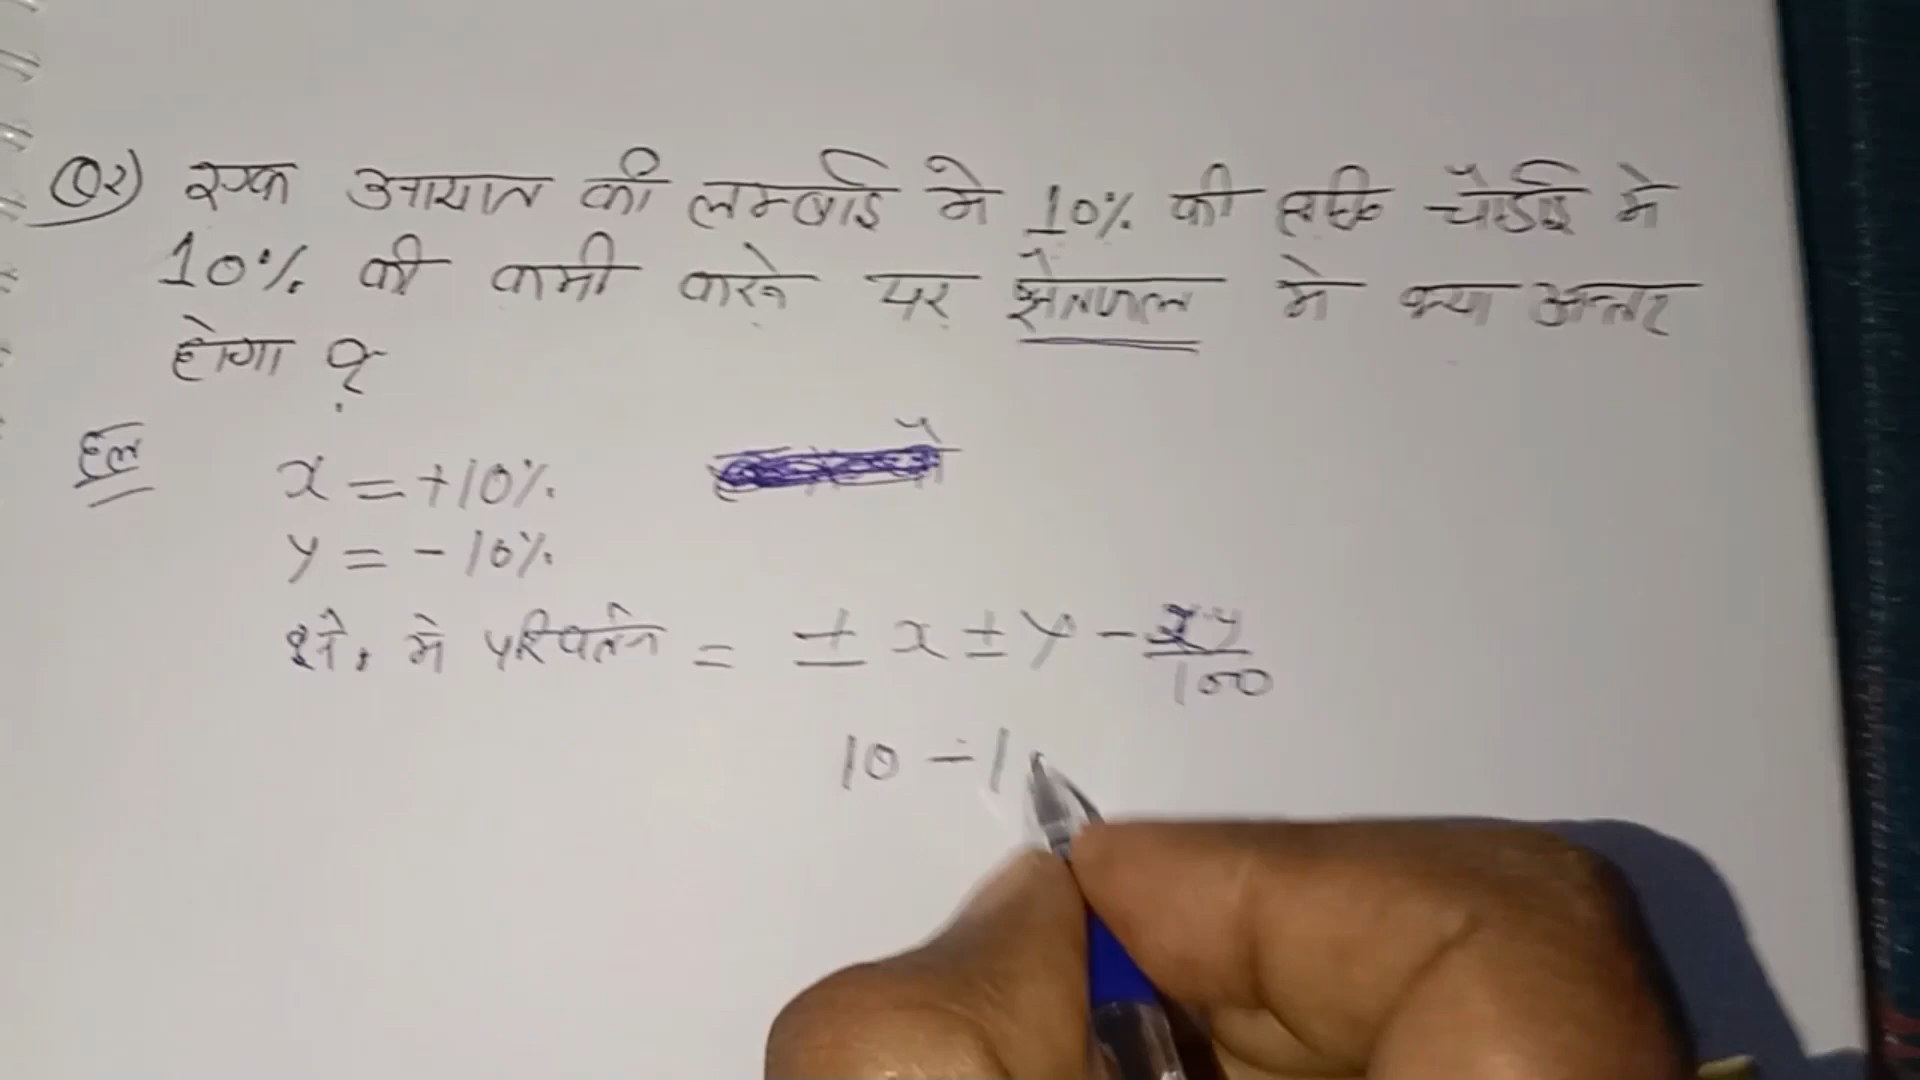 Q2) एक आयात की लम्बाई मे 10% की वृद्धि चौडाई मे
10% की कमी करने पर क्षेत्रफल मे क्या अन्तर
होगा ?
हल
x = +10%
y = - 10%
क्षे. मे परिवर्तन = ± x ± y - xy/100
10 - 1